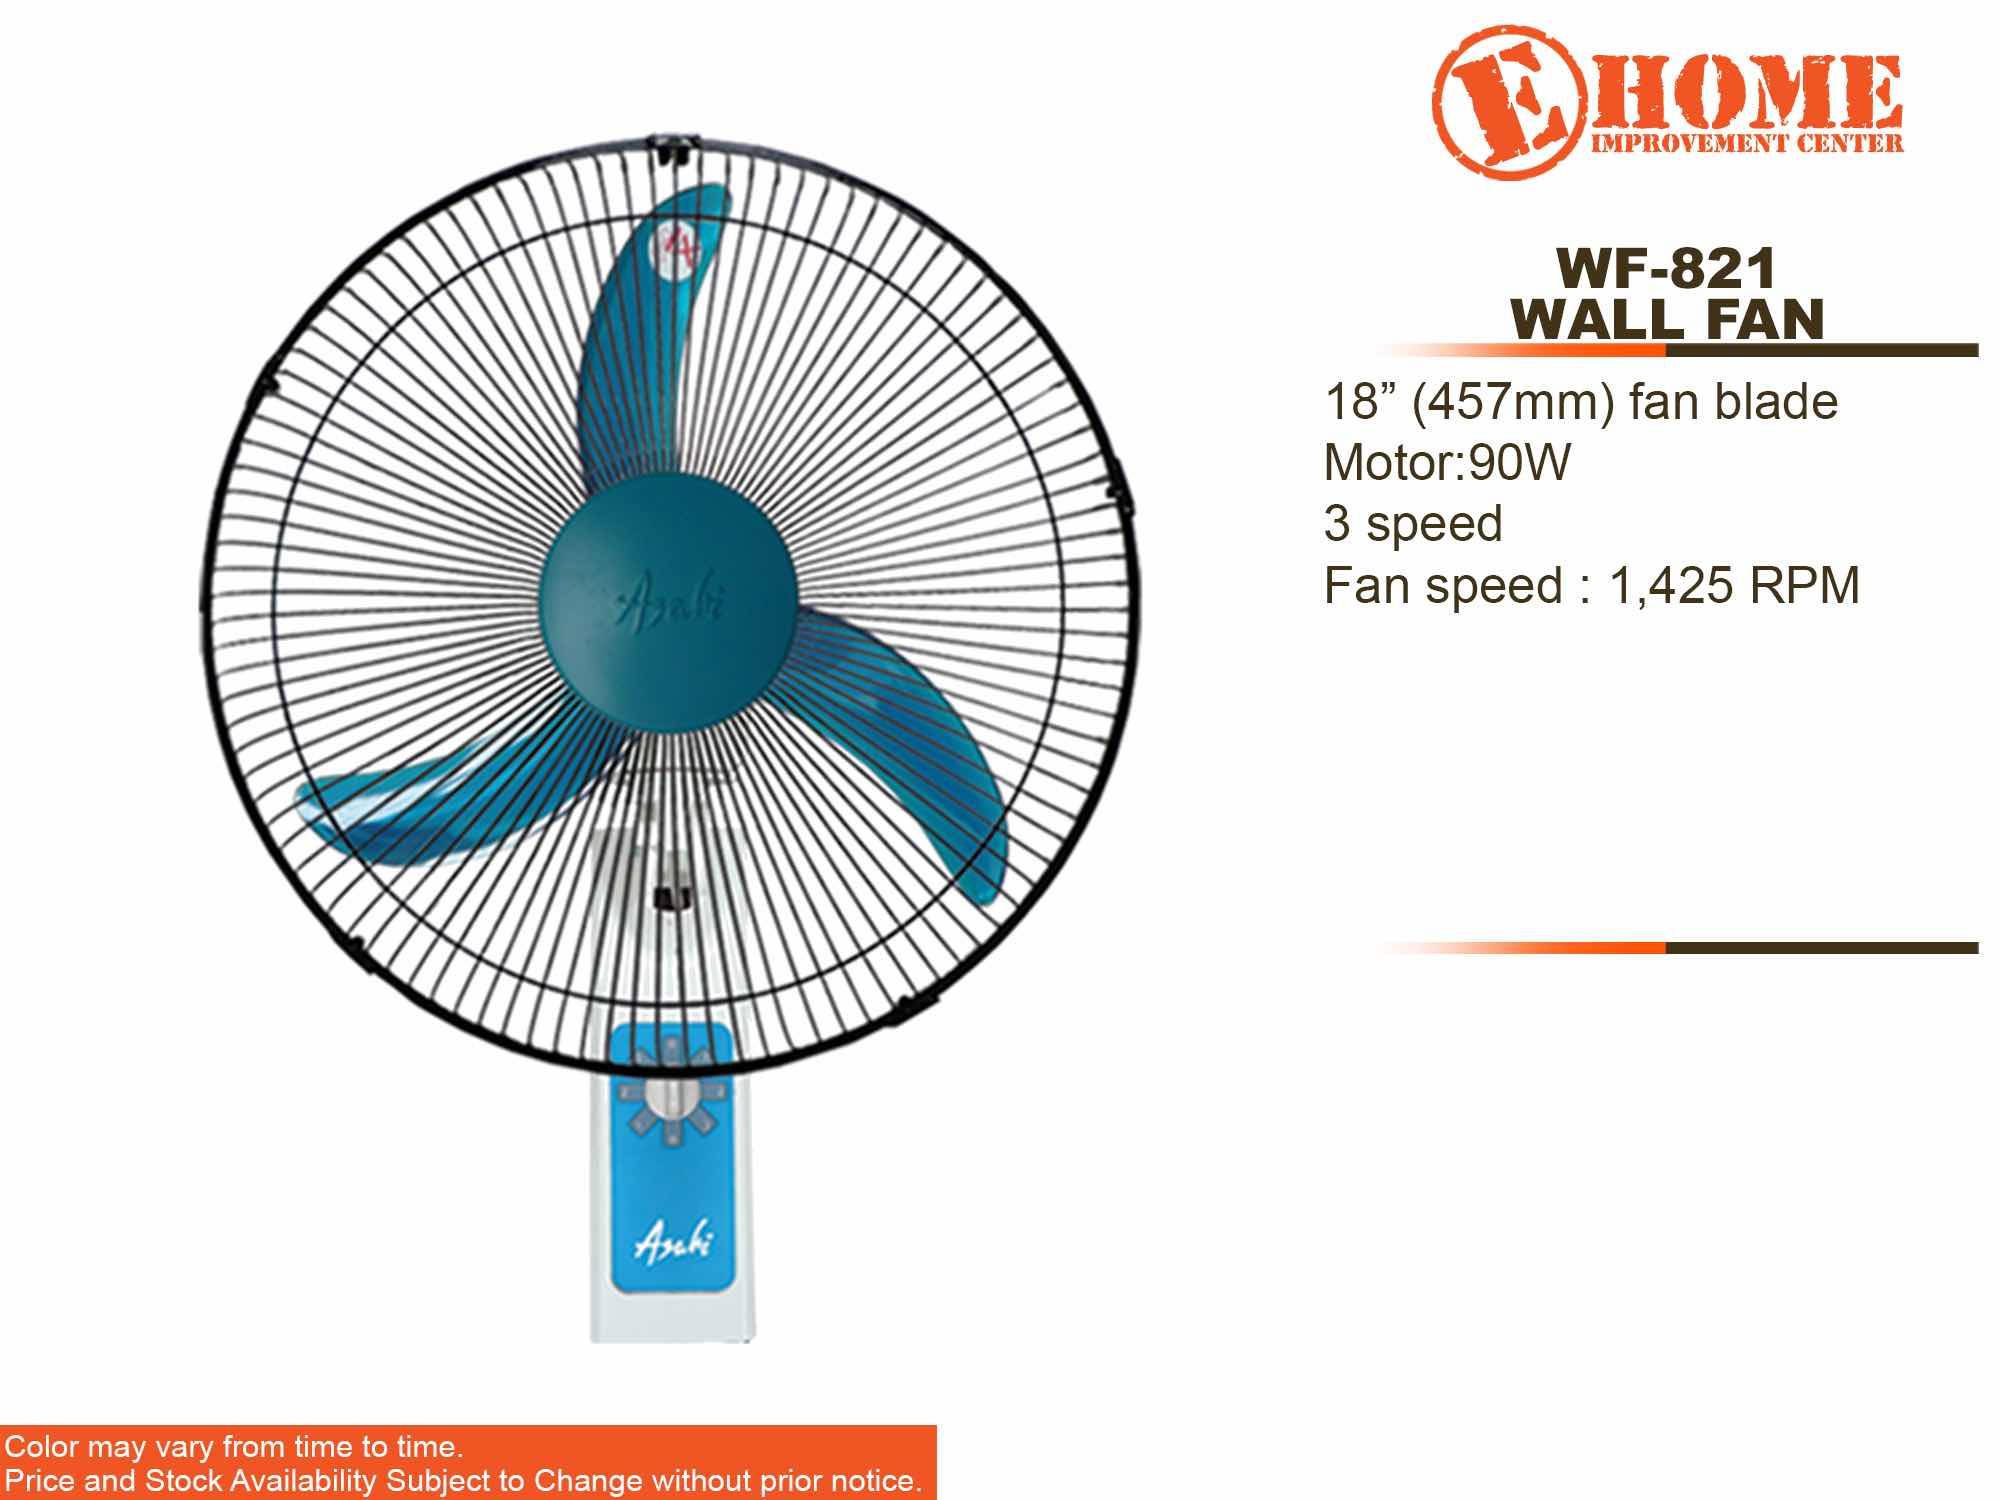 E HOME
IMPROVEMENT CENTER
WF-821
WALL FAN
18” (457mm) fan blade
Motor:90W
3 speed
Fan speed : 1,425 RPM
Asahi
Asahi
Color may vary from time to time.
Price and Stock Availability Subject to Change without prior notice.